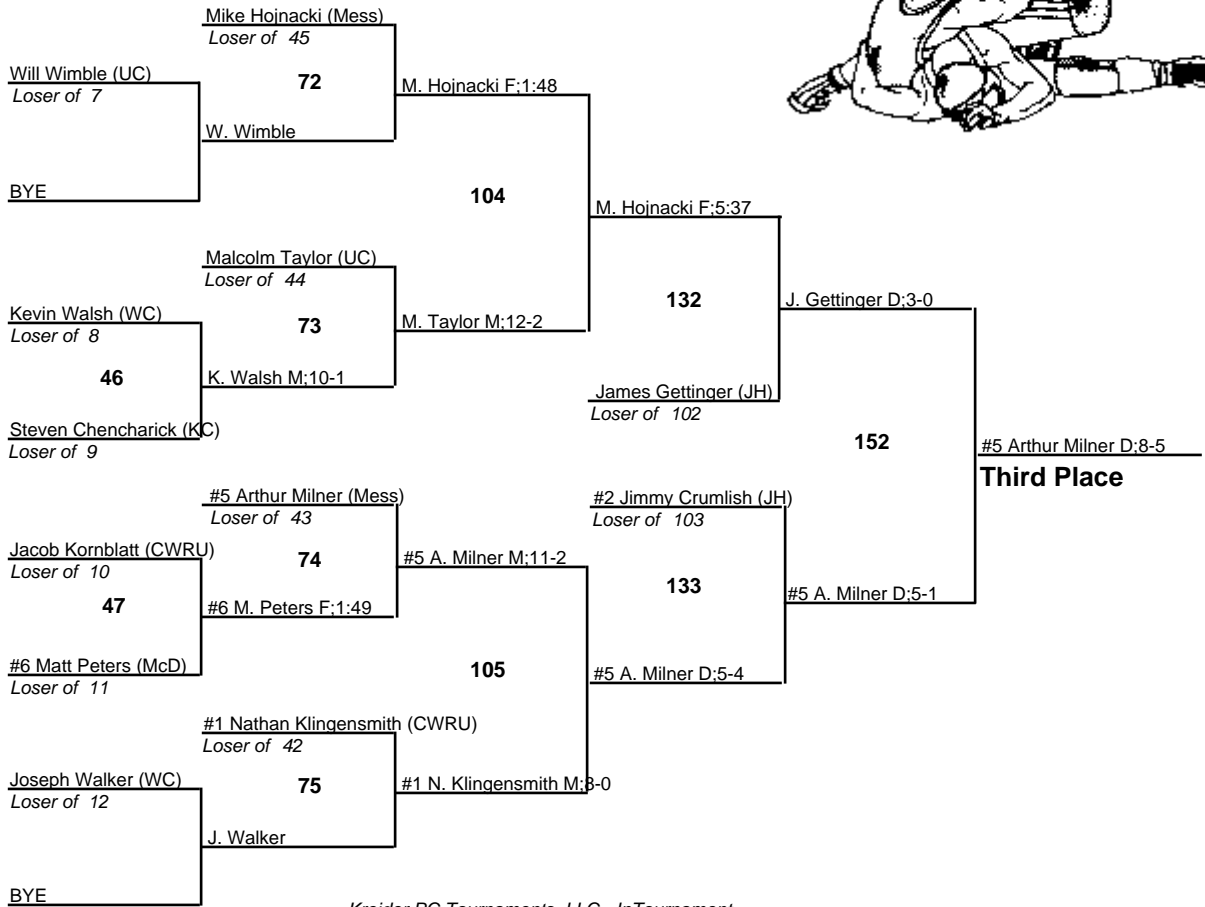 Mike Hojnacki (Mess)
Loser of 45
Will Wimble (UC)
Loser of 7
72
M. Hojnacki F;1:48
W. Wimble
BYE
104
M. Hojnacki F;5:37
Malcolm Taylor (UC)
Loser of 44
Kevin Walsh (WC)
Loser of 8
73
M. Taylor M;12-2
132
J. Gettinger D;3-0
46
K. Walsh M;10-1
James Gettinger (JH)
Loser of 102
Steven Chencharick (KC)
Loser of 9
152
#5 Arthur Milner D;8-5
Third Place
#5 Arthur Milner (Mess)
Loser of 43
#2 Jimmy Crumlish (JH)
Loser of 103
Jacob Kornblatt (CWRU)
Loser of 10
74
#5 A. Milner M;11-2
133
#5 A. Milner D;5-1
47
#6 M. Peters F;1:49
#6 Matt Peters (McD)
Loser of 11
105
#5 A. Milner D;5-4
#1 Nathan Klingensmith (CWRU)
Loser of 42
Joseph Walker (WC)
Loser of 12
75
#1 N. Klingensmith M;8-0
J. Walker
BYE